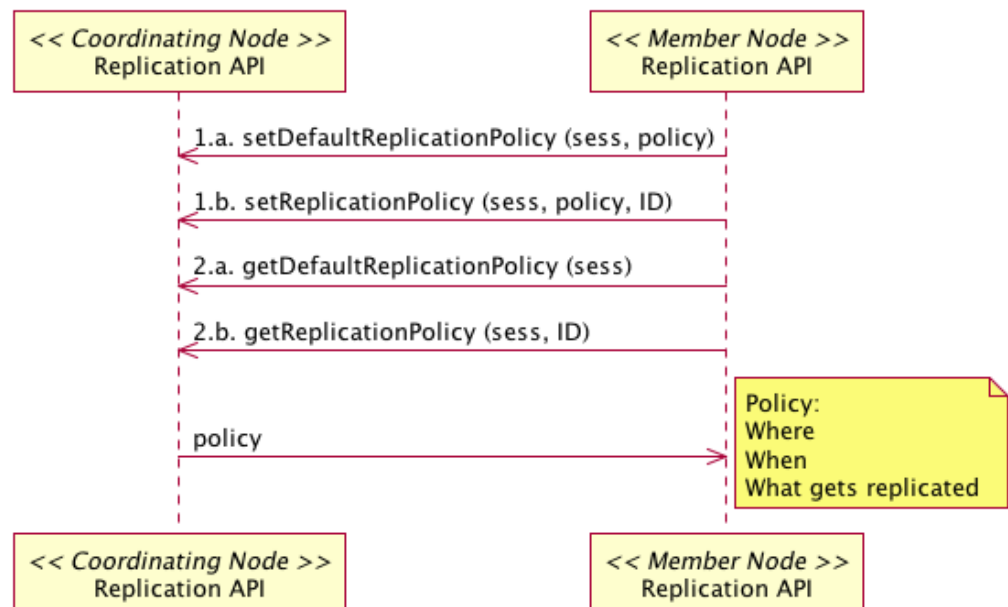 << Coordinating Node >>
Replication API
<< Member Node >>
Replication API
1.a. setDefaultReplicationPolicy (sess, policy)
1.b. setReplicationPolicy (sess, policy, ID)
2.a. getDefaultReplicationPolicy (sess)
2.b. getReplicationPolicy (sess, ID)
policy
Policy:
Where
When
What gets replicated
<< Coordinating Node >>
Replication API
<< Member Node >>
Replication API